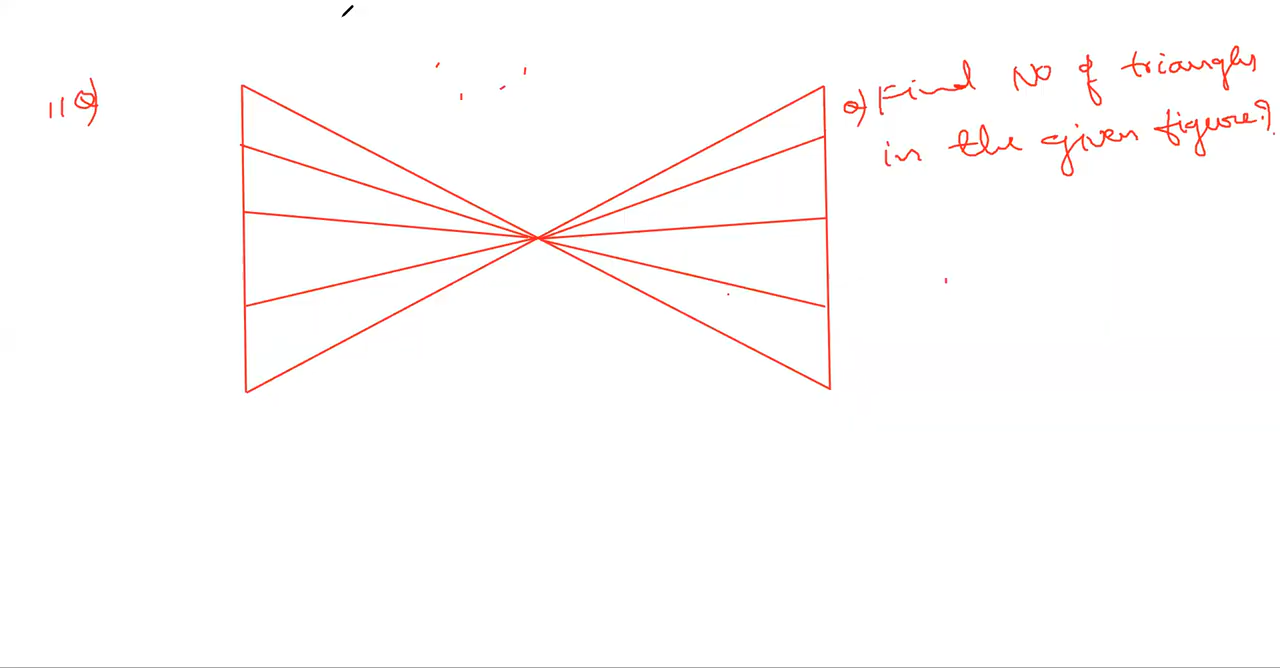 11Q)
Q) Find No of triangles
in the given figure?